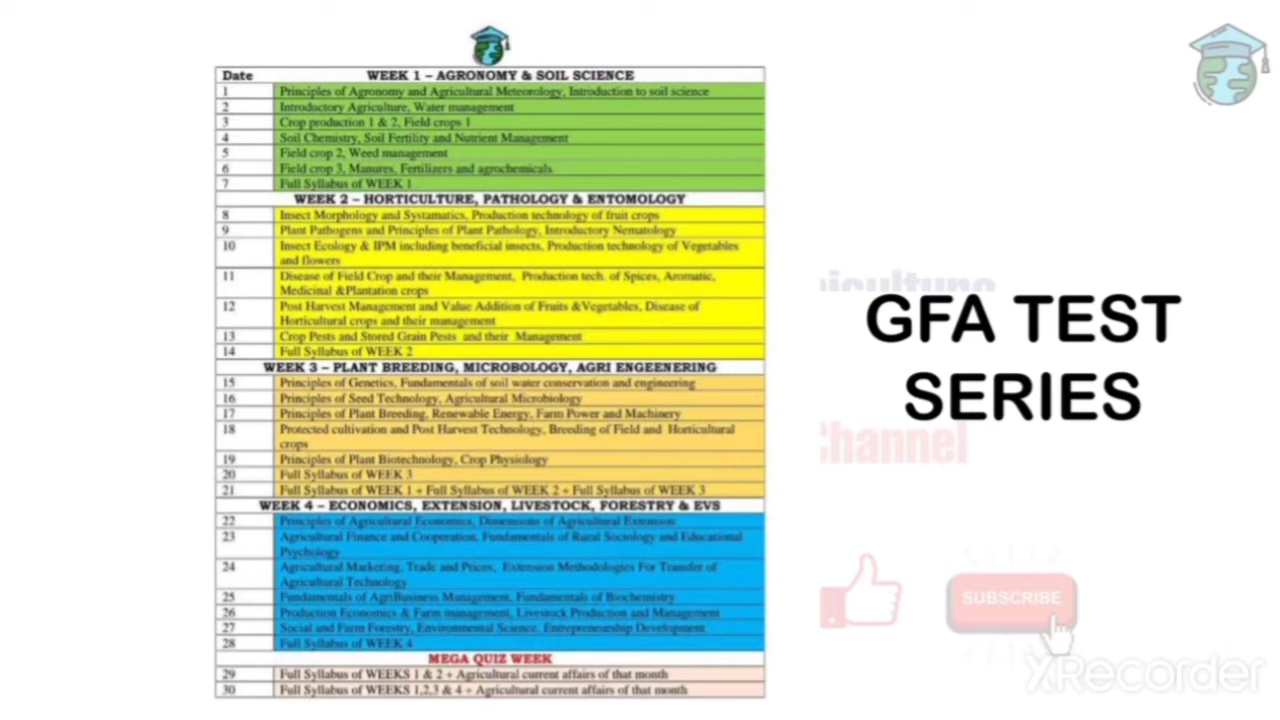 Date WEEK 1 – AGRONOMY & SOIL SCIENCE
1 Principles of Agronomy and Agricultural Meteorology, Introduction to soil science
2 Introductory Agriculture, Water management
3 Crop production 1 & 2, Field crops 1
4 Soil Chemistry, Soil Fertility and Nutrient Management
5 Field crop 2, Weed management
6 Field crop 3, Manures, Fertilizers and agrochemicals
7 Full Syllabus of WEEK 1
WEEK 2 – HORTICULTURE, PATHOLOGY & ENTOMOLOGY
8 Insect Morphology and Systamatics, Production technology of fruit crops
9 Plant Pathogens and Principles of Plant Pathology, Introductory Nematology
10 Insect Ecology & IPM including beneficial insects, Production technology of Vegetables
and flowers
11 Disease of Field Crop and their Management, Production tech. of Spices, Aromatic,
Medicinal &Plantation crops
12 Post Harvest Management and Value Addition of Fruits &Vegetables, Disease of
Horticultural crops and their management
13 Crop Pests and Stored Grain Pests and their Management
14 Full Syllabus of WEEK 2
WEEK 3 – PLANT BREEDING, MICROBOLOGY, AGRI ENGEENERING
15 Principles of Genetics, Fundamentals of soil water conservation and engineering
16 Principles of Seed Technology, Agricultural Microbiology
17 Principles of Plant Breeding, Renewable Energy, Farm Power and Machinery
18 Protected cultivation and Post Harvest Technology, Breeding of Field and Horticultural
crops
19 Principles of Plant Biotechnology, Crop Physiology
20 Full Syllabus of WEEK 3
21 Full Syllabus of WEEK 1 + Full Syllabus of WEEK 2 + Full Syllabus of WEEK 3
WEEK 4 – ECONOMICS, EXTENSION, LIVESTOCK, FORESTRY & EVS
22 Principles of Agricultural Economics, Dimensions of Agricultural Extension
23 Agricultural Finance and Cooperation, Fundamentals of Rural Sociology and Educational
Psychology
24 Agricultural Marketing, Trade and Prices, Extension Methodologies For Transfer of
Agricultural Technology
25 Fundamentals of AgriBusiness Management, Fundamentals of Biochemistry
26 Production Economics & Farm management, Livestock Production and Management
27 Social and Farm Forestry, Environmental Science, Entrepreneurship Development
28 Full Syllabus of WEEK 4
MEGA QUIZ WEEK
29 Full Syllabus of WEEKS 1 & 2 + Agricultural current affairs of that month
30 Full Syllabus of WEEKS 1,2,3 & 4 + Agricultural current affairs of that month
GFA TEST
SERIES
Channel
SUBSCRIBE
XRecorder